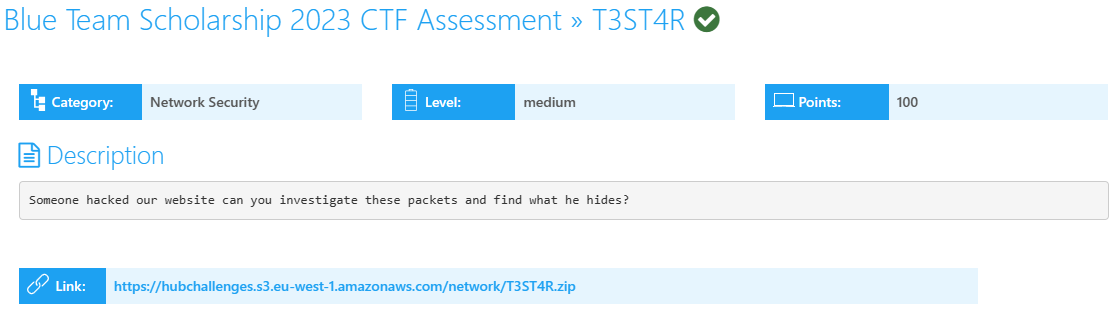 Blue Team Scholarship 2023 CTF Assessment » T3ST4R
Category: Network Security Level: medium Points: 100
Description
Someone hacked our website can you investigate these packets and find what he hides?
Link: https://hubchallenges.s3.eu-west-1.amazonaws.com/network/T3ST4R.zip